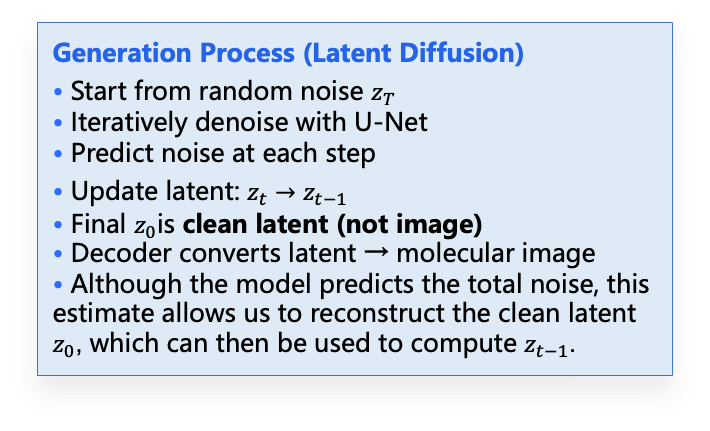 Generation Process (Latent Diffusion)
• Start from random noise z_T
• Iteratively denoise with U-Net
• Predict noise at each step
• Update latent: z_t → z_{t−1}
• Final z_0is clean latent (not image)
• Decoder converts latent → molecular image
• Although the model predicts the total noise, this
estimate allows us to reconstruct the clean latent
z_0, which can then be used to compute z_{t−1}.